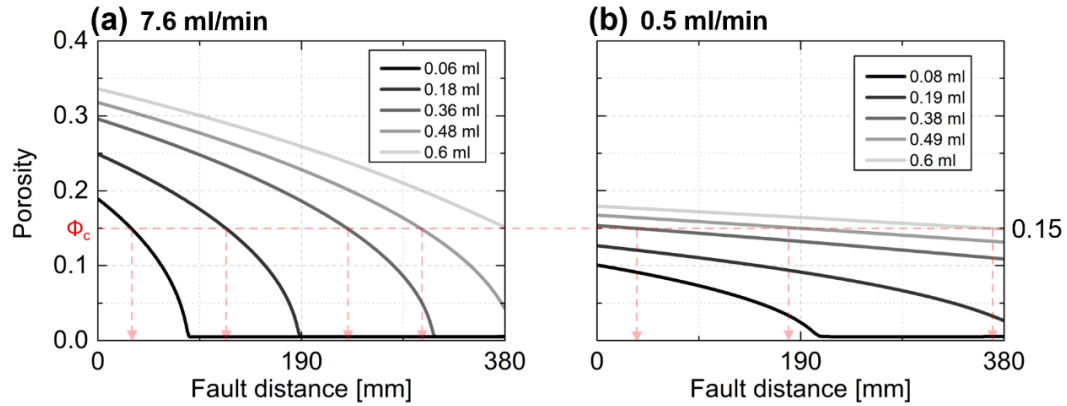 (a) 7.6 ml/min
(b) 0.5 ml/min
0.4
0.3
0.2
Φc
0.1
0.0
Porosity
0.06 ml
0.18 ml
0.36 ml
0.48 ml
0.6 ml
0
190
380
Fault distance [mm]
0.08 ml
0.19 ml
0.38 ml
0.49 ml
0.6 ml
0.15
0
190
380
Fault distance [mm]